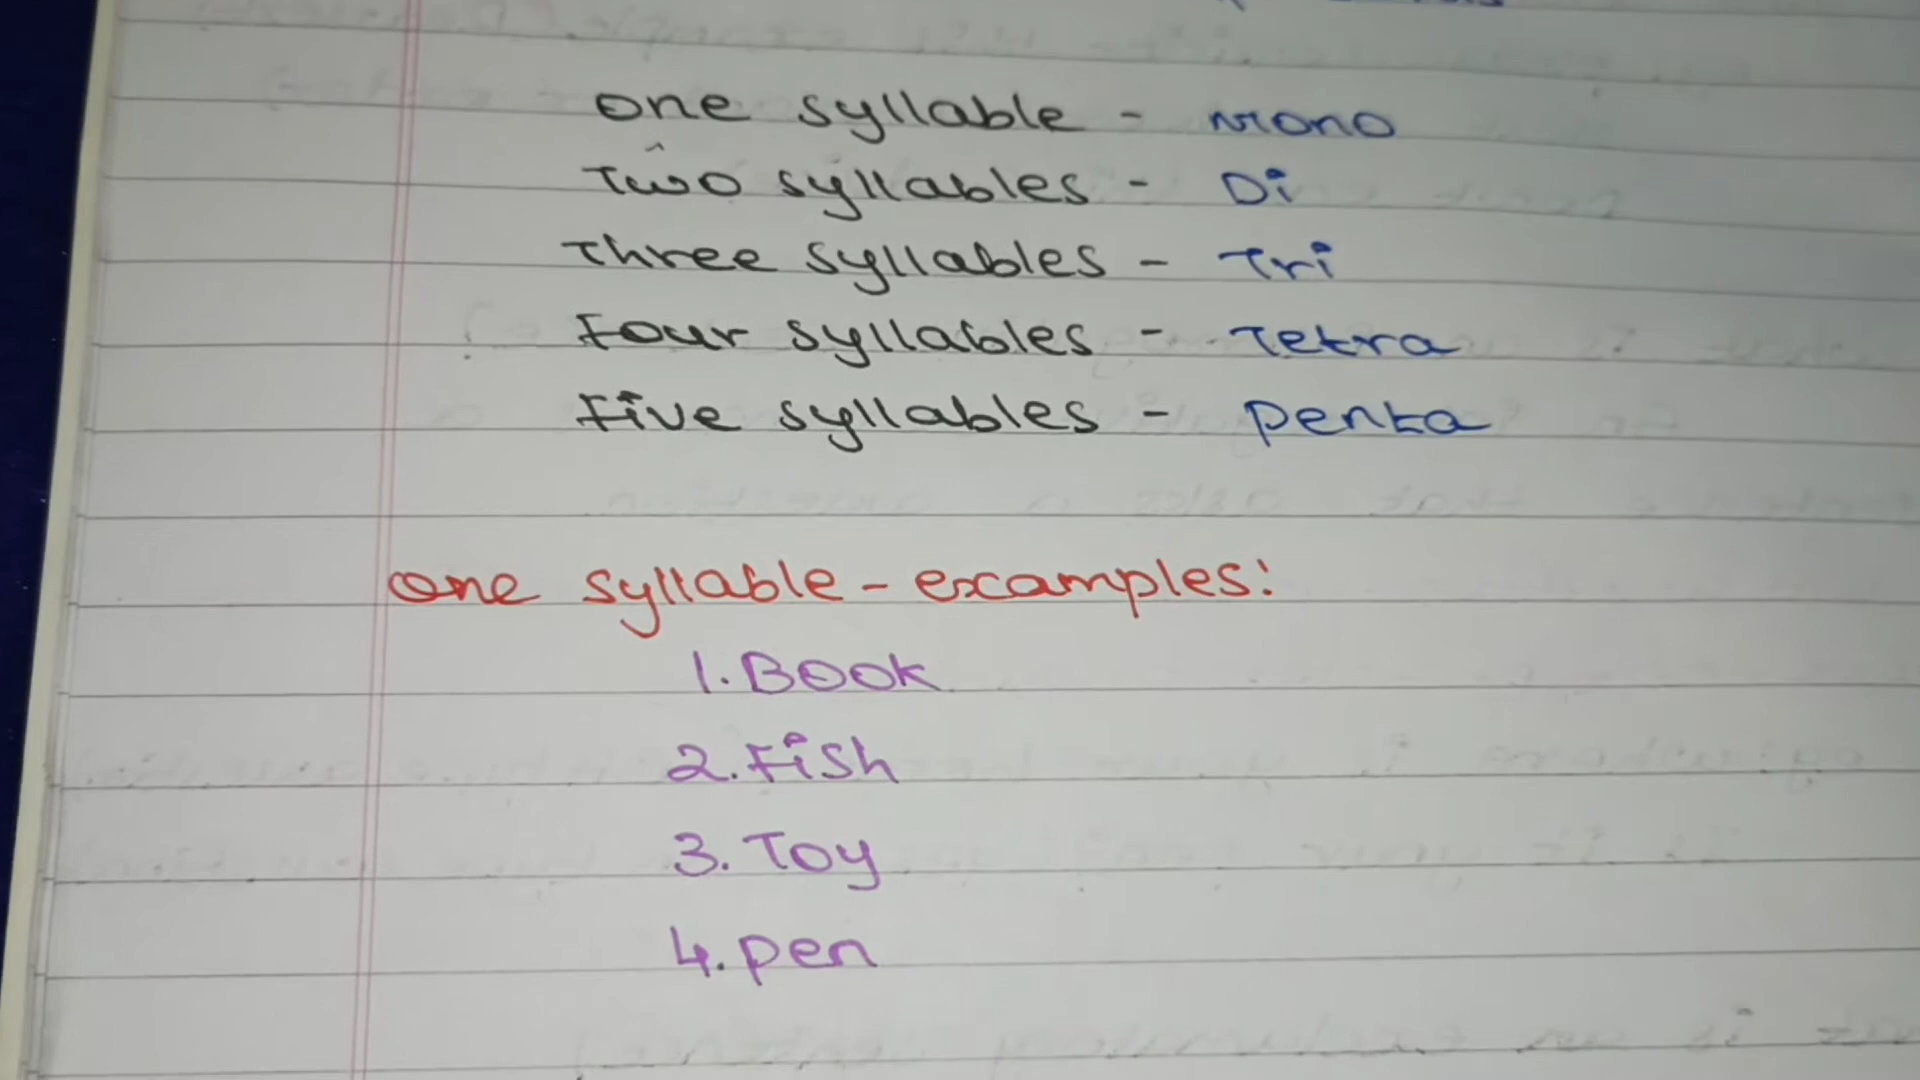 one syllable - Mono
Two syllables - Di
Three syllables - Tri
Four syllables - Tetra
Five syllables - Penta
one syllable - examples:
1. Book
2. Fish
3. Toy
4. pen